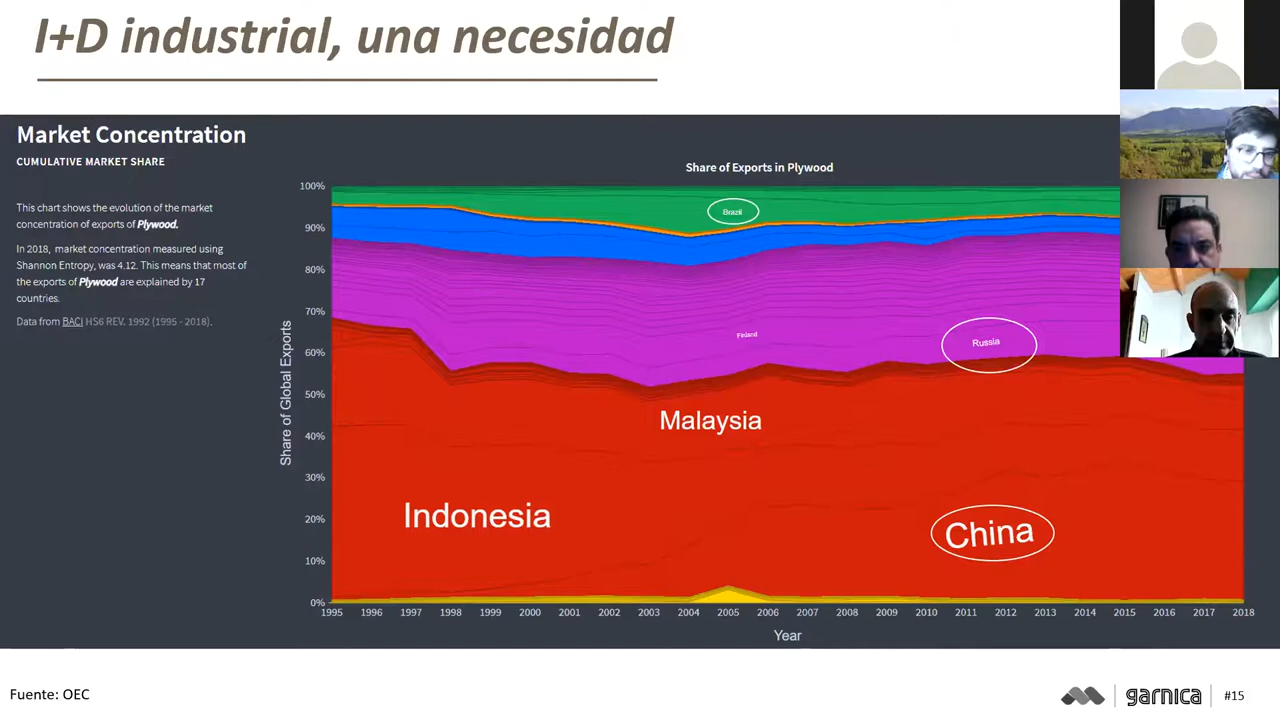 I+D industrial, una necesidad
Market Concentration
CUMULATIVE MARKET SHARE
This chart shows the evolution of the market
concentration of exports of Plywood.
In 2018, market concentration measured using
Shannon Entropy, was 4.12. This means that most of
the exports of Plywood are explained by 17
countries.
Data from BACI HS6 REV. 1992 (1995 - 2018).
Share of Exports in Plywood
Share of Global Exports
100%
90%
80%
70%
60%
50%
40%
30%
20%
10%
0%
Brazil
Finland
Russia
Malaysia
Indonesia
China
1995 1996 1997 1998 1999 2000 2001 2002 2003 2004 2005 2006 2007 2008 2009 2010 2011 2012 2013 2014 2015 2016 2017 2018
Year
Fuente: OEC
garnica
#15